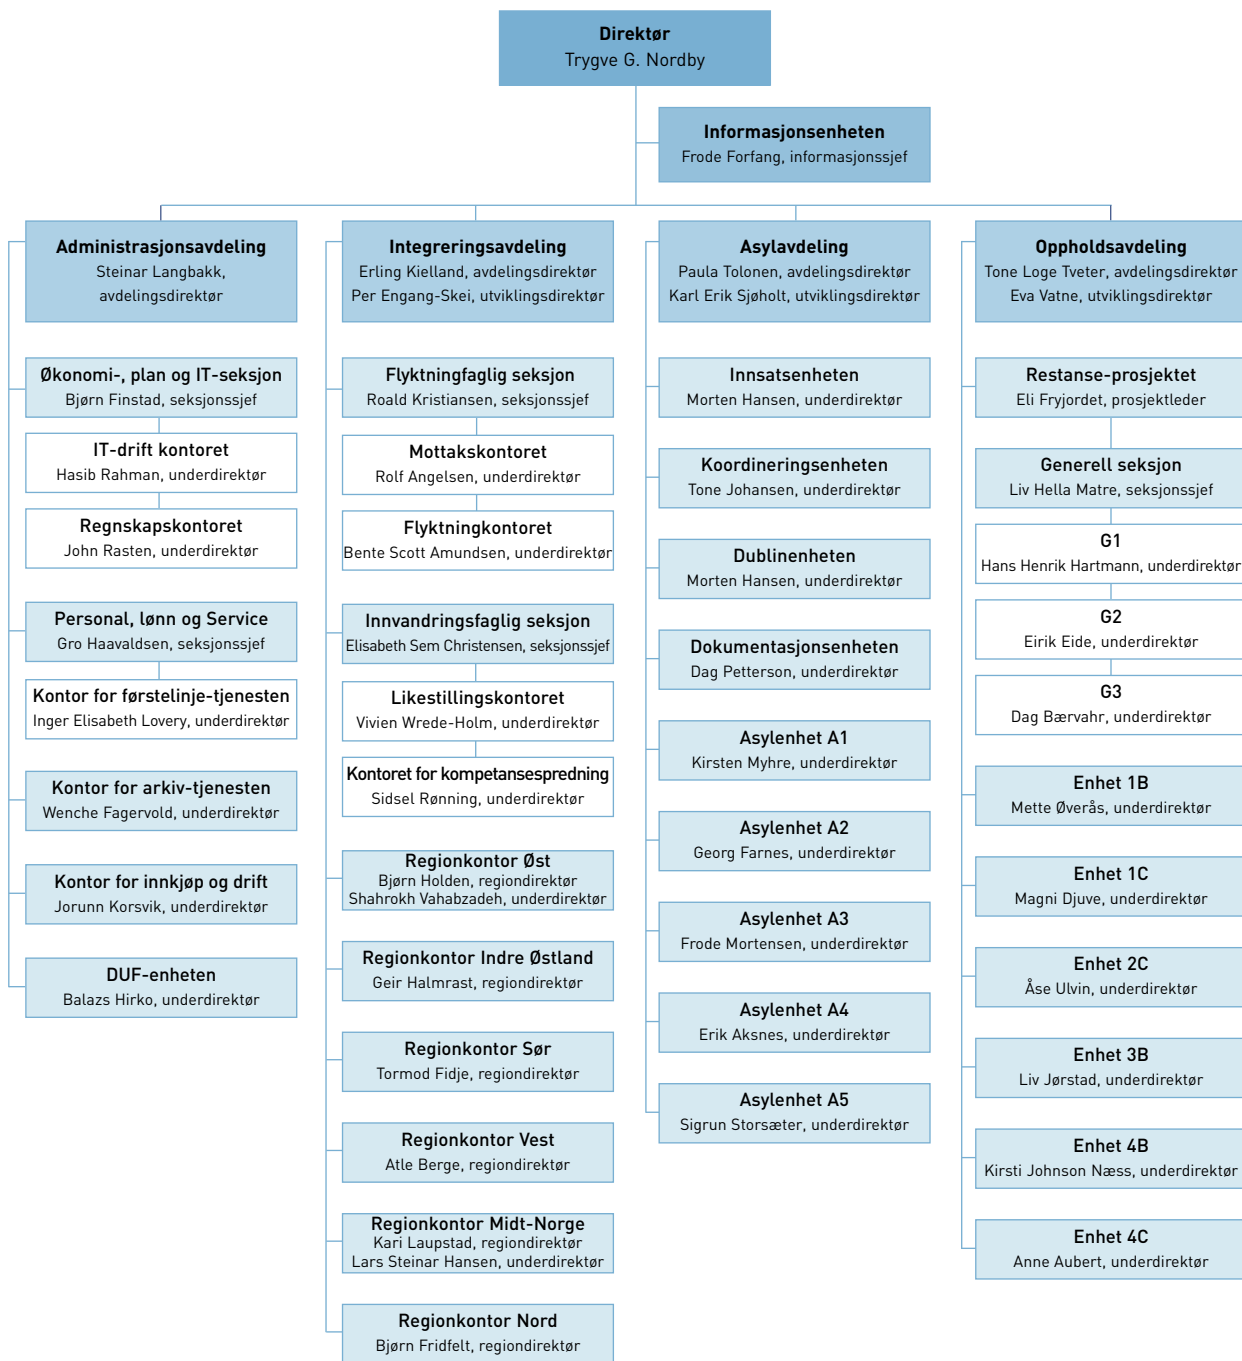 Direktør
Trygve G. Nordby
Informasjonsenheten
Frode Forfang, informasjonssjef
Administrasjonsavdeling
Steinar Langbakk,
avdelingsdirektør
Økonomi-, plan og IT-seksjon
Bjørn Finstad, seksjonssjef
IT-drift kontoret
Hasib Rahman, underdirektør
Regnskapskontoret
John Rasten, underdirektør
Personal, lønn og Service
Gro Haavaldsen, seksjonssjef
Kontor for førstelinje-tjenesten
Inger Elisabeth Lovery, underdirektør
Kontor for arkiv-tjenesten
Wenche Fagervold, underdirektør
Kontor for innkjøp og drift
Jorunn Korsvik, underdirektør
DUF-enheten
Balazs Hirko, underdirektør
Integreringsavdeling
Erling Kielland, avdelingsdirektør
Per Engang-Skei, utviklingsdirektør
Flyktningfaglig seksjon
Roald Kristiansen, seksjonssjef
Mottakskontoret
Rolf Angelsen, underdirektør
Flyktningkontoret
Bente Scott Amundsen, underdirektør
Innvandringsfaglig seksjon
Elisabeth Sem Christensen, seksjonssjef
Likestillingskontoret
Vivien Wrede-Holm, underdirektør
Kontoret for kompetansespredning
Sidsel Rønning, underdirektør
Regionkontor Øst
Bjørn Holden, regiondirektør
Shahrokh Vahabzadeh, underdirektør
Regionkontor Indre Østland
Geir Halmrast, regiondirektør
Regionkontor Sør
Tormod Fidje, regiondirektør
Regionkontor Vest
Atle Berge, regiondirektør
Regionkontor Midt-Norge
Kari Laupstad, regiondirektør
Lars Steinar Hansen, underdirektør
Regionkontor Nord
Bjørn Fridfelt, regiondirektør
Asylavdeling
Paula Tolonen, avdelingsdirektør
Karl Erik Sjøholt, utviklingsdirektør
Innsatsenheten
Morten Hansen, underdirektør
Koordineringsenheten
Tone Johansen, underdirektør
Dublinenheten
Morten Hansen, underdirektør
Dokumentasjonsenheten
Dag Petterson, underdirektør
Asylenhet A1
Kirsten Myhre, underdirektør
Asylenhet A2
Georg Farnes, underdirektør
Asylenhet A3
Frode Mortensen, underdirektør
Asylenhet A4
Erik Aksnes, underdirektør
Asylenhet A5
Sigrun Storsæter, underdirektør
Oppholdsavdeling
Tone Loge Tveter, avdelingsdirektør
Eva Vatne, utviklingsdirektør
Restanse-prosjektet
Eli Fryjordet, prosjektleder
Generell seksjon
Liv Hella Matre, seksjonssjef
G1
Hans Henrik Hartmann, underdirektør
G2
Eirik Eide, underdirektør
G3
Dag Bærvahr, underdirektør
Enhet 1B
Mette Øverås, underdirektør
Enhet 1C
Magni Djuve, underdirektør
Enhet 2C
Åse Ulvin, underdirektør
Enhet 3B
Liv Jørstad, underdirektør
Enhet 4B
Kirsti Johnson Næss, underdirektør
Enhet 4C
Anne Aubert, underdirektør